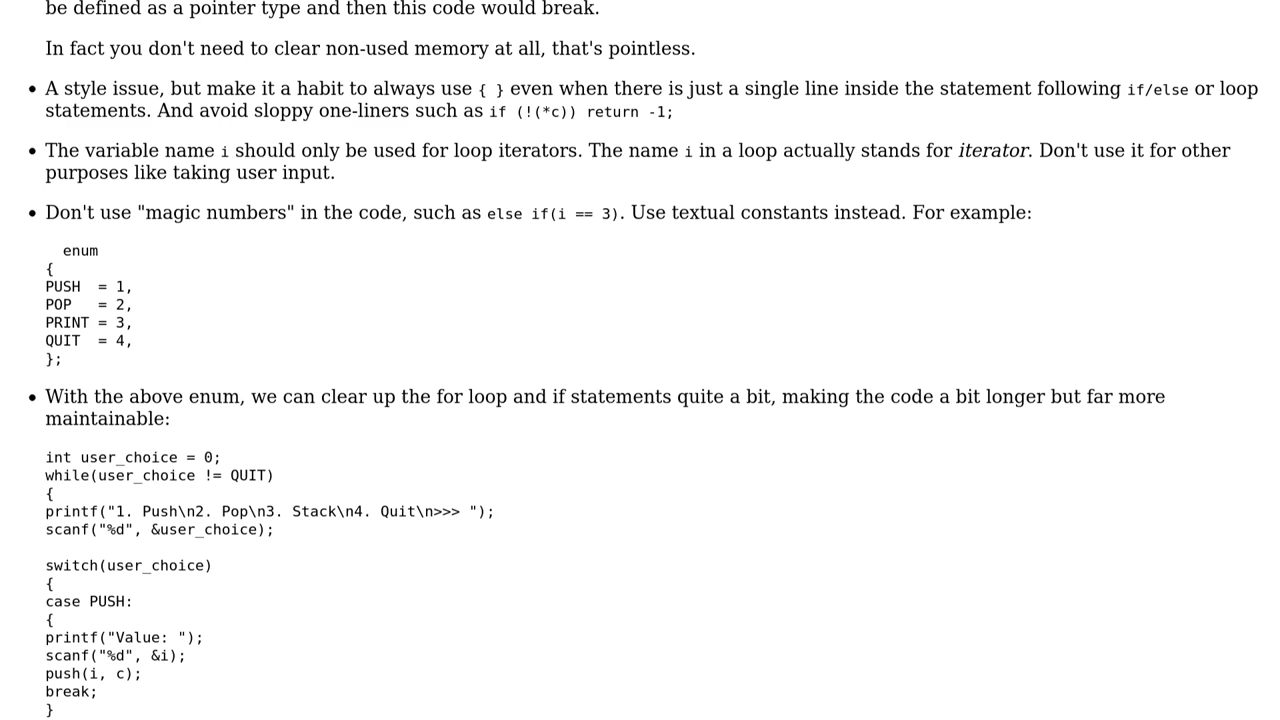 be defined as a pointer type and then this code would break.
In fact you don't need to clear non-used memory at all, that's pointless.
• A style issue, but make it a habit to always use { } even when there is just a single line inside the statement following if/else or loop
statements. And avoid sloppy one-liners such as if (!(*c)) return -1;
• The variable name i should only be used for loop iterators. The name i in a loop actually stands for iterator. Don't use it for other
purposes like taking user input.
• Don't use "magic numbers" in the code, such as else if(i == 3). Use textual constants instead. For example:
  enum
{
PUSH  = 1,
POP   = 2,
PRINT = 3,
QUIT  = 4,
};
• With the above enum, we can clear up the for loop and if statements quite a bit, making the code a bit longer but far more
maintainable:
int user_choice = 0;
while(user_choice != QUIT)
{
printf("1. Push\n2. Pop\n3. Stack\n4. Quit\n>>> ");
scanf("%d", &user_choice);
switch(user_choice)
{
case PUSH:
{
printf("Value: ");
scanf("%d", &i);
push(i, c);
break;
}